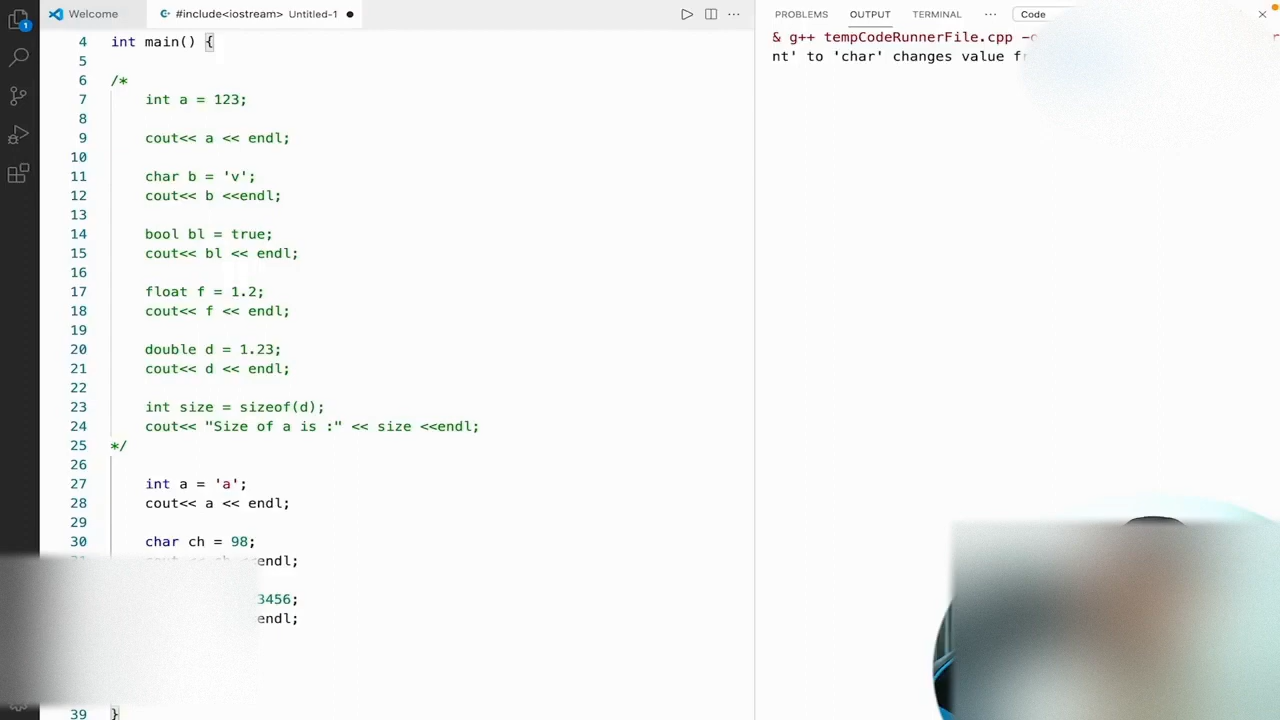 Welcome
#include<iostream> Untitled-1
4 int main() {
5
6 /*
7 int a = 123;
8
9 cout<< a << endl;
10
11 char b = 'v';
12 cout<< b <<endl;
13
14 bool bl = true;
15 cout<< bl << endl;
16
17 float f = 1.2;
18 cout<< f << endl;
19
20 double d = 1.23;
21 cout<< d << endl;
22
23 int size = sizeof(d);
24 cout<< "Size of a is :" << size <<endl;
25 */
26
27 int a = 'a';
28 cout<< a << endl;
29
30 char ch = 98;
endl;
3456;
endl;
39 }
PROBLEMS OUTPUT TERMINAL ··· Code
& g++ tempCodeRunnerFile.cpp
nt' to 'char' changes value
1